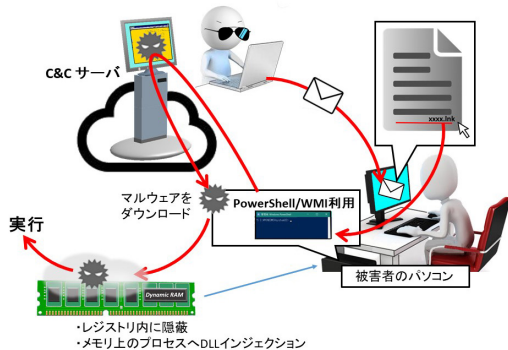 C&C サーバ
xxxx.lnk
マルウェアを
ダウンロード
PowerShell/WMI利用
実行
被害者のパソコン
Dynamic RAM
・レジストリ内に隠蔽
・メモリ上のプロセスへDLLインジェクション